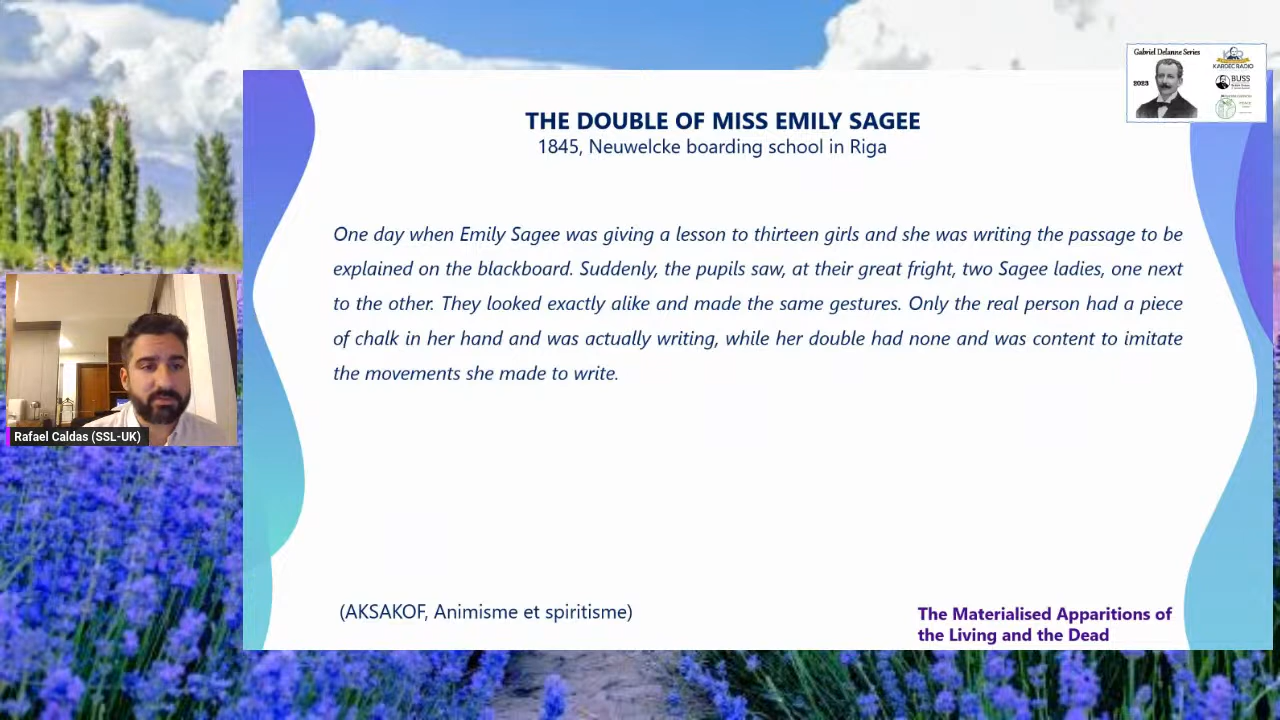 Gabriel Delanne Series
2023
KARDEC RADIO
BUSS
THE DOUBLE OF MISS EMILY SAGEE
1845, Neuwelcke boarding school in Riga
One day when Emily Sagee was giving a lesson to thirteen girls and she was writing the passage to be
explained on the blackboard. Suddenly, the pupils saw, at their great fright, two Sagee ladies, one next
to the other. They looked exactly alike and made the same gestures. Only the real person had a piece
of chalk in her hand and was actually writing, while her double had none and was content to imitate
the movements she made to write.
Rafael Caldas (SSL-UK)
(AKSAKOF, Animisme et spiritisme)
The Materialised Apparitions of
the Living and the Dead